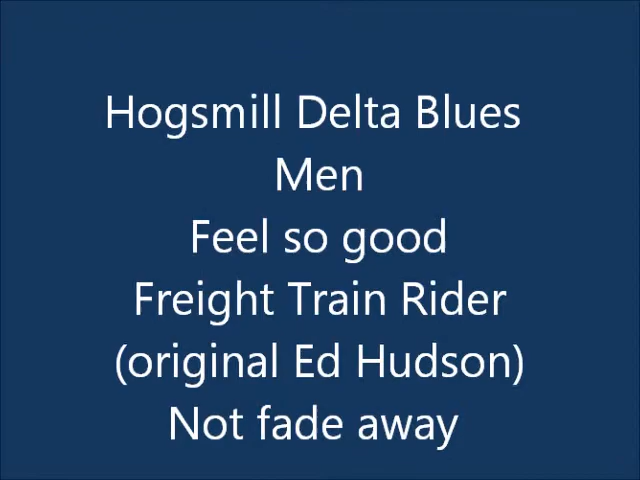 Hogsmill Delta Blues
Men
Feel so good
Freight Train Rider
(original Ed Hudson)
Not fade away